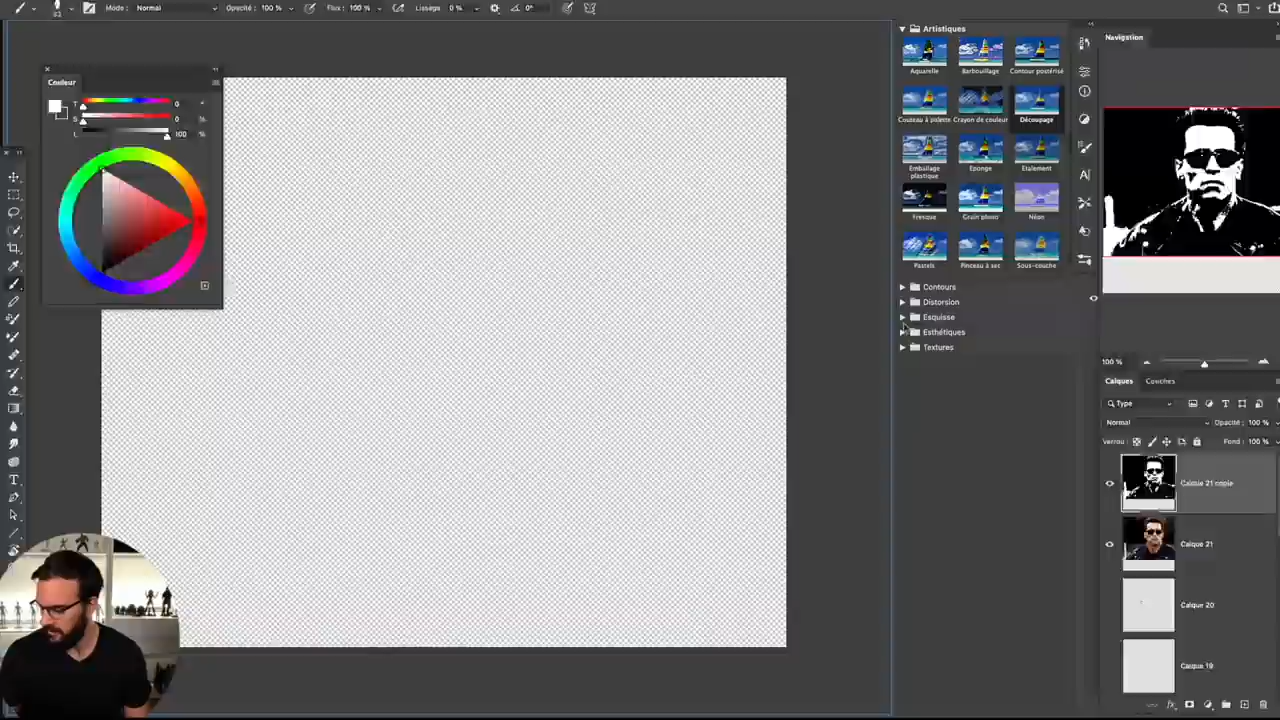 Mode: Normal Opacité : 100 % Flux : 100 % Lissage 0 % 0°
Couleur
T 0 °
S 0 %
L 100 %
Artistiques
Aquarelle Barbouillage Contour postérisé
Couteau à palette Crayon de couleur Découpage
Emballage plastique Eponge Etalement
Fresque Grain photo Néon
Pastels Pinceau à sec Sous-couche
Contours
Distorsion
Esquisse
Esthétiques
Textures
Navigation
100 %
Calques Couches
Type
Normal Opacité : 100 %
Verrou : Fond : 100 %
Calque 21 copie
Calque 21
Calque 20
Calque 19